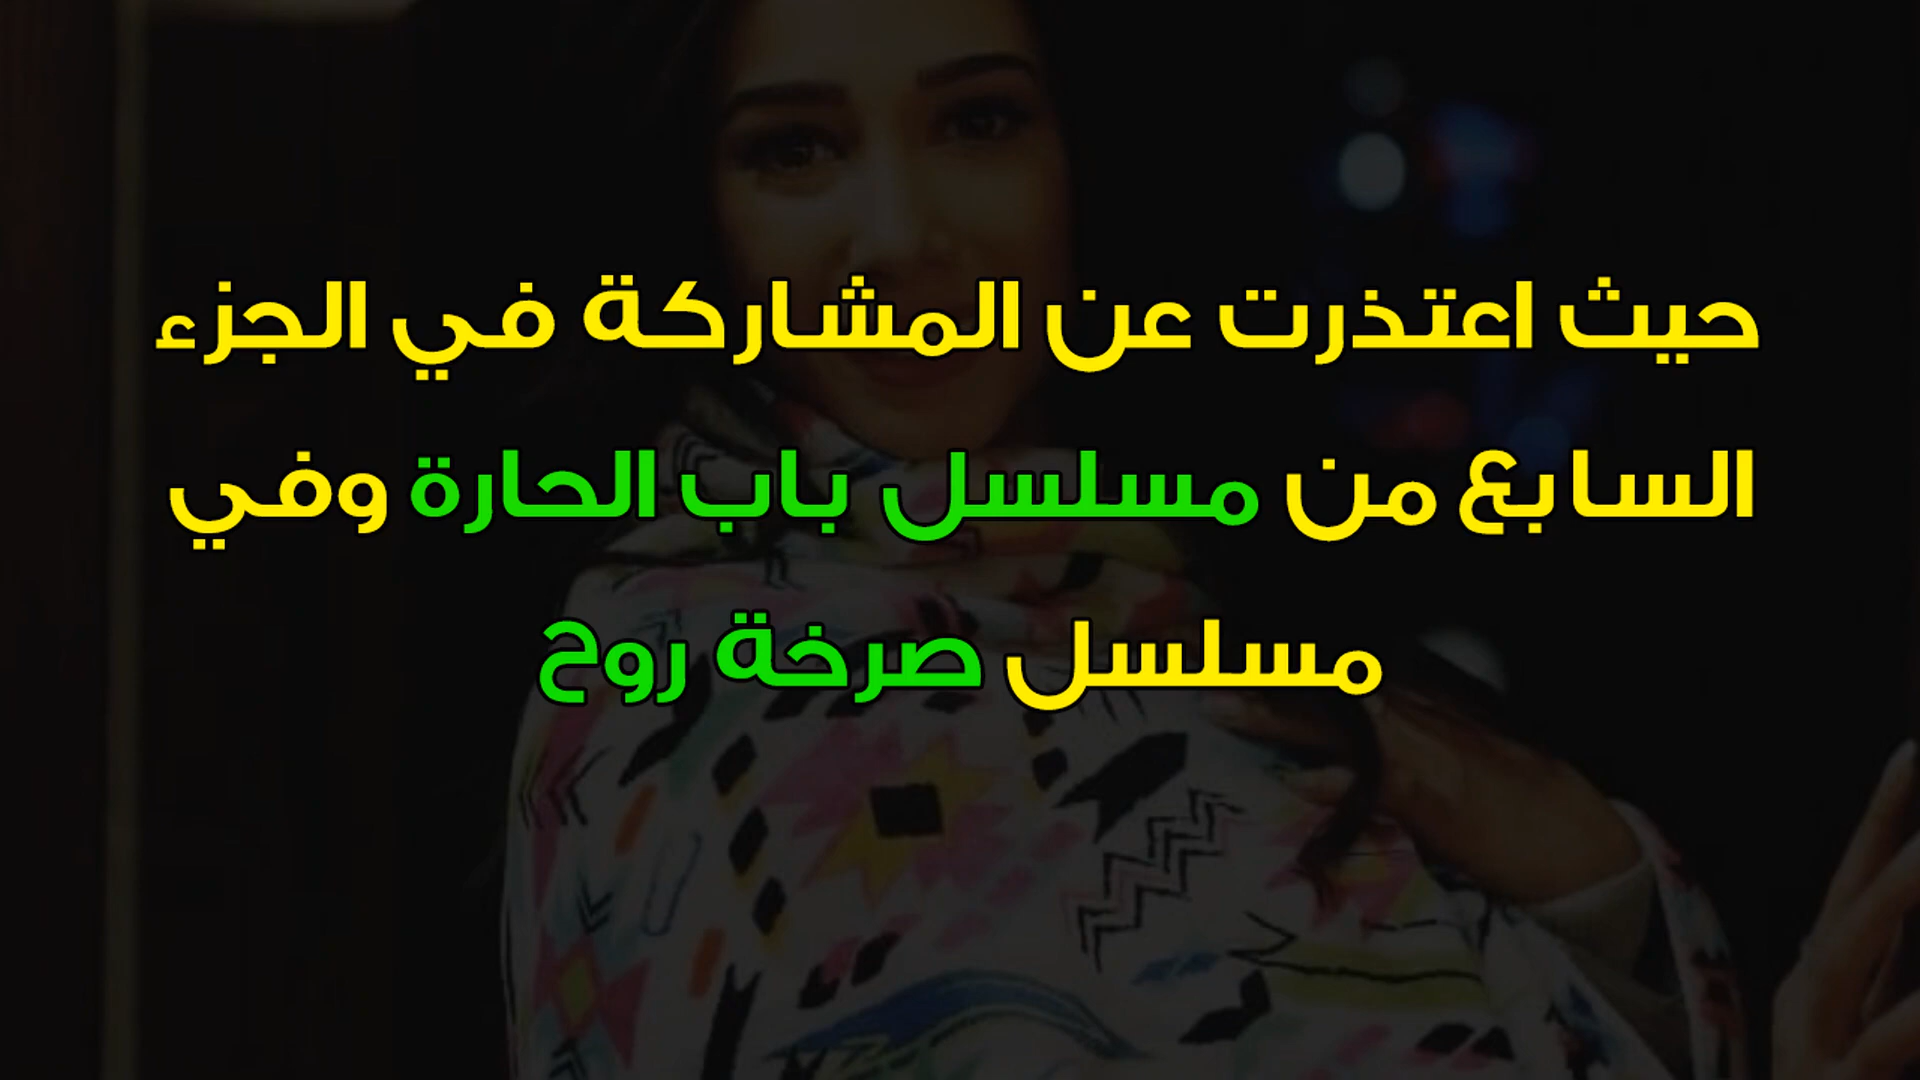 حيث اعتذرت عن المشاركة في الجزء
السابع من مسلسل باب الحارة وفي
مسلسل صرخة روح